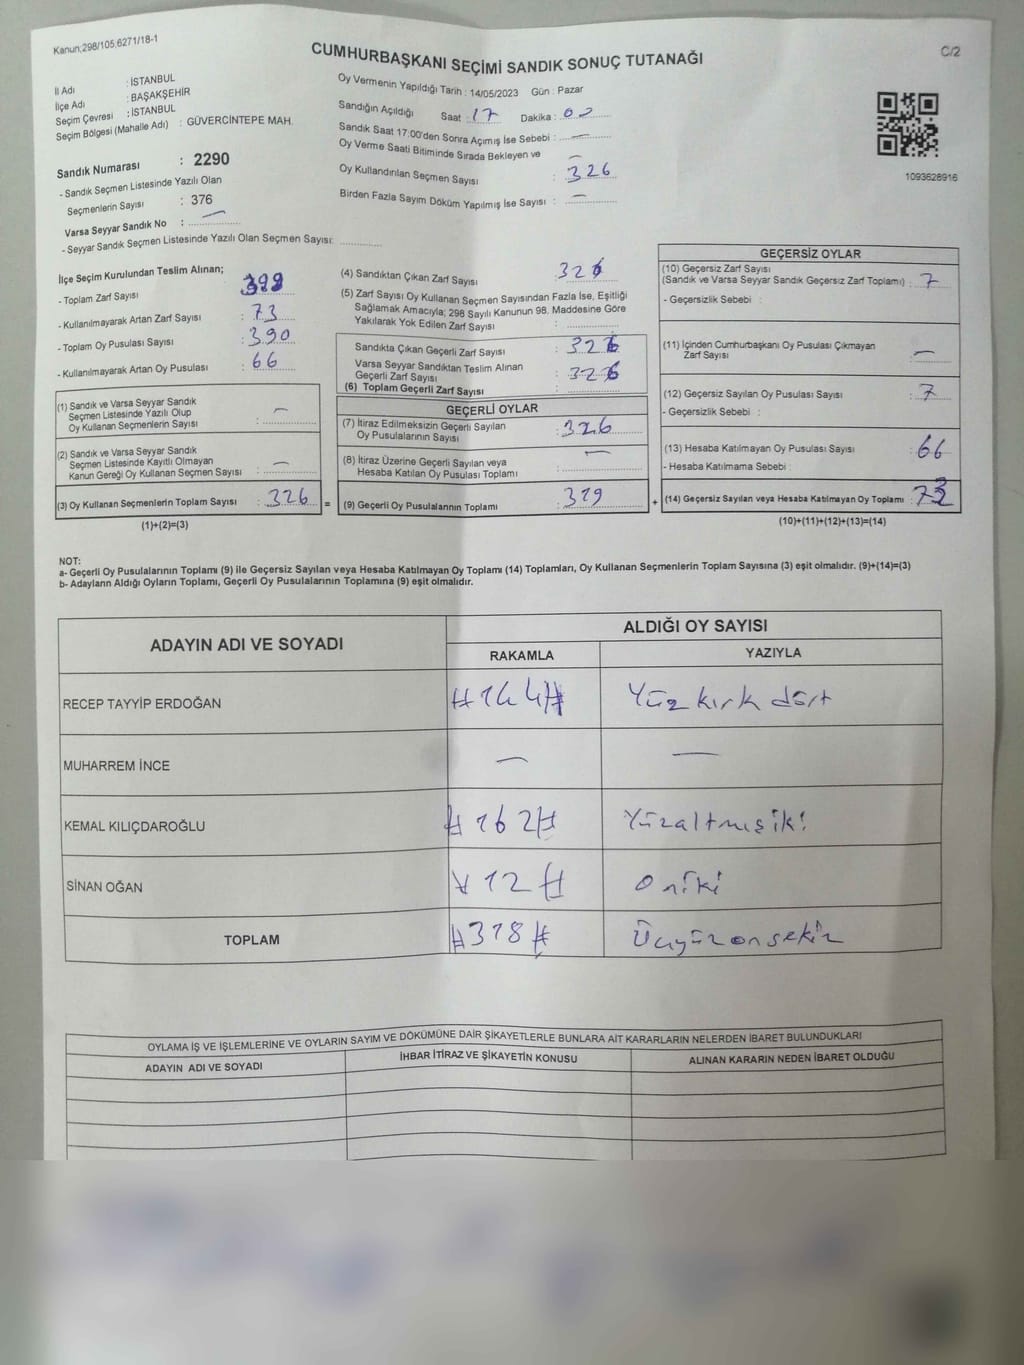 Kanun;298/105,6271/18-1
CUMHURBAŞKANI SEÇİMİ SANDIK SONUÇ TUTANAĞI
C/2
İl Adı : İSTANBUL
İlçe Adı : BAŞAKŞEHİR
Seçim Çevresi : İSTANBUL
Seçim Bölgesi (Mahalle Adı) : GÜVERCİNTEPE MAH.
Sandık Numarası : 2290
- Sandık Seçmen Listesinde Yazılı Olan
Seçmenlerin Sayısı : 376
Varsa Seyyar Sandık No : —
- Seyyar Sandık Seçmen Listesinde Yazılı Olan Seçmen Sayısı:
Oy Vermenin Yapıldığı Tarih : 14/05/2023 Gün : Pazar
Sandığın Açıldığı Saat : 17 Dakika : 00
Sandık Saat 17:00'den Sonra Açımış İse Sebebi : —
Oy Verme Saati Bitiminde Sırada Bekleyen ve
Oy Kullandırılan Seçmen Sayısı : 326
Birden Fazla Sayım Döküm Yapılmış İse Sayısı : —
1093628916
İlçe Seçim Kurulundan Teslim Alınan;
- Toplam Zarf Sayısı :
- Kullanılmayarak Artan Zarf Sayısı : 73
- Toplam Oy Pusulası Sayısı : 390
- Kullanılmayarak Artan Oy Pusulası : 66
(1) Sandık ve Varsa Seyyar Sandık
Seçmen Listesinde Yazılı Olup
Oy Kullanan Seçmenlerin Sayısı : —
(2) Sandık ve Varsa Seyyar Sandık
Seçmen Listesinde Kayıtlı Olmayan
Kanun Gereği Oy Kullanan Seçmen Sayısı : —
(3) Oy Kullanan Seçmenlerin Toplam Sayısı : 326 =
(1)+(2)=(3)
(4) Sandıktan Çıkan Zarf Sayısı : 326
(5) Zarf Sayısı Oy Kullanan Seçmen Sayısından Fazla İse, Eşitliği
Sağlamak Amacıyla; 298 Sayılı Kanunun 98. Maddesine Göre
Yakılarak Yok Edilen Zarf Sayısı :
Sandıkta Çıkan Geçerli Zarf Sayısı : 326
Varsa Seyyar Sandıktan Teslim Alınan
Geçerli Zarf Sayısı : 326
(6) Toplam Geçerli Zarf Sayısı :
GEÇERLİ OYLAR
(7) İtiraz Edilmeksizin Geçerli Sayılan
Oy Pusulalarının Sayısı : 326
(8) İtiraz Üzerine Geçerli Sayılan veya
Hesaba Katılan Oy Pusulası Toplamı : —
(9) Geçerli Oy Pusulalarının Toplamı : 319 +
GEÇERSİZ OYLAR
(10) Geçersiz Zarf Sayısı
(Sandık ve Varsa Seyyar Sandık Geçersiz Zarf Toplamı) : 7
- Geçersizlik Sebebi :
(11) İçinden Cumhurbaşkanı Oy Pusulası Çıkmayan
Zarf Sayısı : —
(12) Geçersiz Sayılan Oy Pusulası Sayısı : 7
- Geçersizlik Sebebi :
(13) Hesaba Katılmayan Oy Pusulası Sayısı : 66
- Hesaba Katılmama Sebebi :
(14) Geçersiz Sayılan veya Hesaba Katılmayan Oy Toplamı : 73
(10)+(11)+(12)+(13)=(14)
NOT:
a- Geçerli Oy Pusulalarının Toplamı (9) ile Geçersiz Sayılan veya Hesaba Katılmayan Oy Toplamı (14) Toplamları, Oy Kullanan Seçmenlerin Toplam Sayısına (3) eşit olmalıdır. (9)+(14)=(3)
b- Adayların Aldığı Oyların Toplamı, Geçerli Oy Pusulalarının Toplamına (9) eşit olmalıdır.
ADAYIN ADI VE SOYADI
ALDIĞI OY SAYISI
RAKAMLA YAZIYLA
RECEP TAYYİP ERDOĞAN #144# Yüz kırk dört
MUHARREM İNCE — —
KEMAL KILIÇDAROĞLU #162# Yüzaltmışiki
SİNAN OĞAN #12# oniki
TOPLAM #318# Üçyüzonsekiz
OYLAMA İŞ VE İŞLEMLERİNE VE OYLARIN SAYIM VE DÖKÜMÜNE DAİR ŞİKAYETLERLE BUNLARA AİT KARARLARIN NELERDEN İBARET BULUNDUKLARI
ADAYIN ADI VE SOYADI İHBAR İTİRAZ VE ŞİKAYETİN KONUSU ALINAN KARARIN NEDEN İBARET OLDUĞU